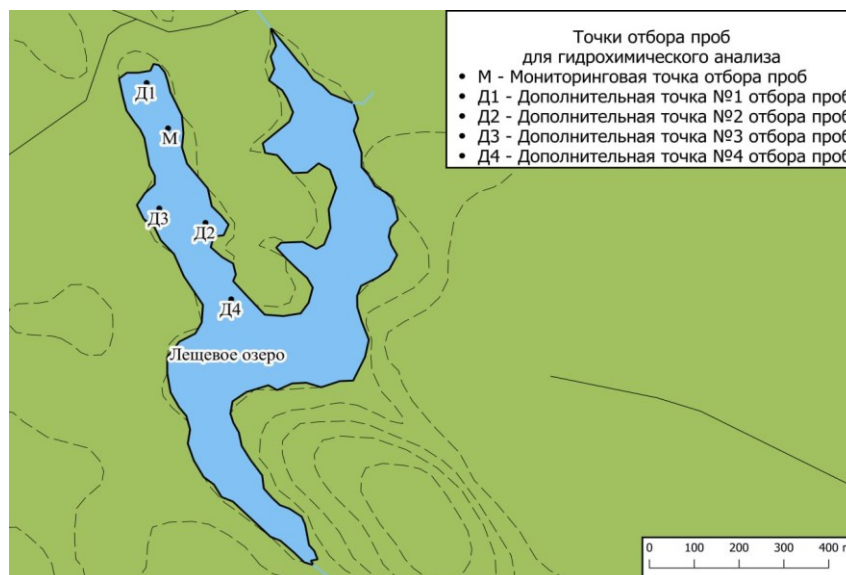 Точки отбора проб
для гидрохимического анализа
М - Мониторинговая точка отбора проб
Д1 - Дополнительная точка №1 отбора проб
Д2 - Дополнительная точка №2 отбора проб
Д3 - Дополнительная точка №3 отбора проб
Д4 - Дополнительная точка №4 отбора проб
Д1
М
Д3
Д2
Д4
Лещевое озеро
0 100 200 300 400